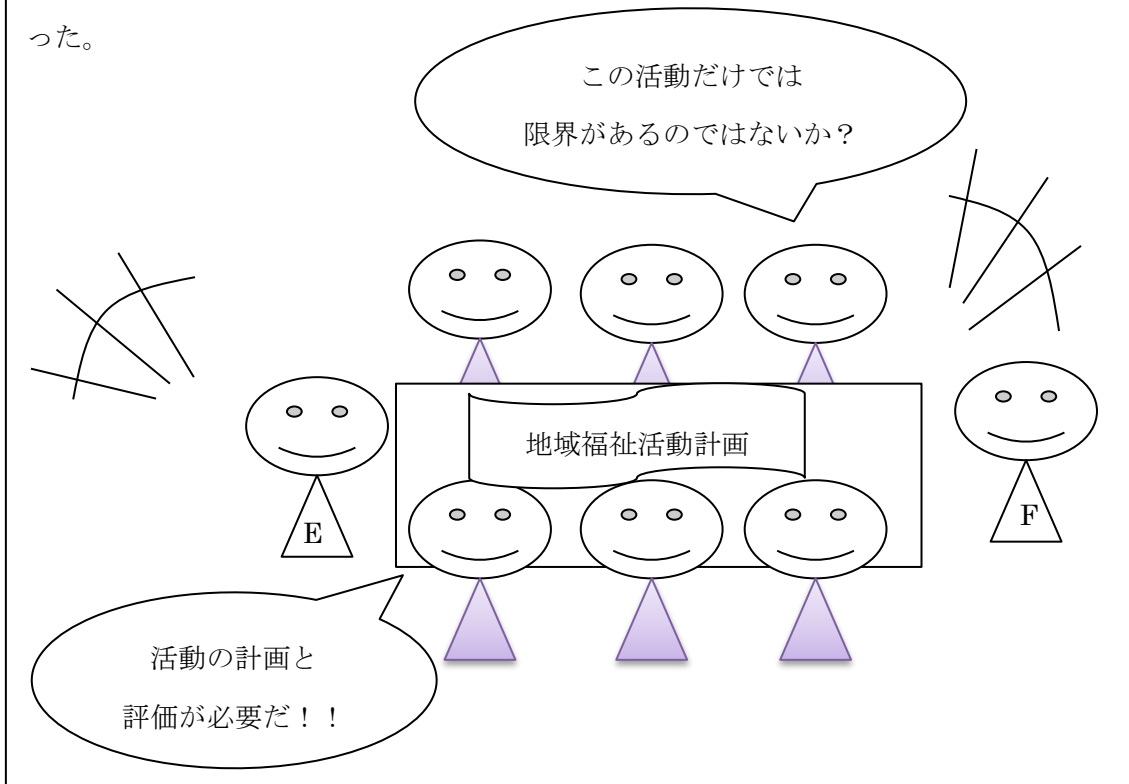 った。
この活動だけでは
限界があるのではないか？
地域福祉活動計画
E
F
活動の計画と
評価が必要だ！！